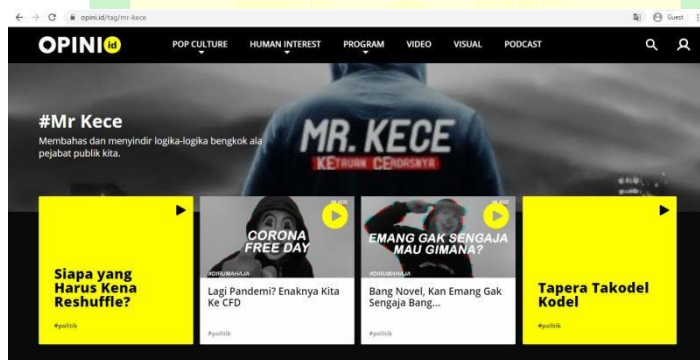 opini.id/tag/mr-kece
Guest
OPINI id
POP CULTURE HUMAN INTEREST PROGRAM VIDEO VISUAL PODCAST
#Mr Kece
Membahas dan menyindir logika-logika bengkok ala
pejabat publik kita.
MR. KECE
KETAUAN CERDASNYA
Siapa yang
Harus Kena
Reshuffle?
#politik
CORONA
FREE DAY
#DIRUMAHAJA
Lagi Pandemi? Enaknya Kita
Ke CFD
#politik
EMANG GAK SENGAJA
MAU GIMANA?
#DIRUMAHAJA
Bang Novel, Kan Emang Gak
Sengaja Bang...
#politik
Tapera Takodel
Kodel
#politik